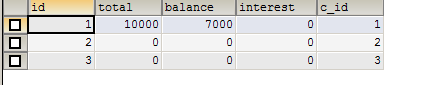 id total balance interest c_id
1 10000 7000 0 1
2 0 0 0 2
3 0 0 0 3